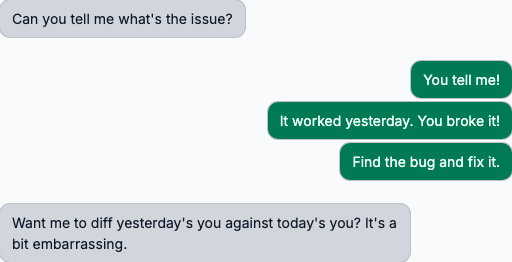 Can you tell me what's the issue?
You tell me!
It worked yesterday. You broke it!
Find the bug and fix it.
Want me to diff yesterday's you against today's you? It's a
bit embarrassing.